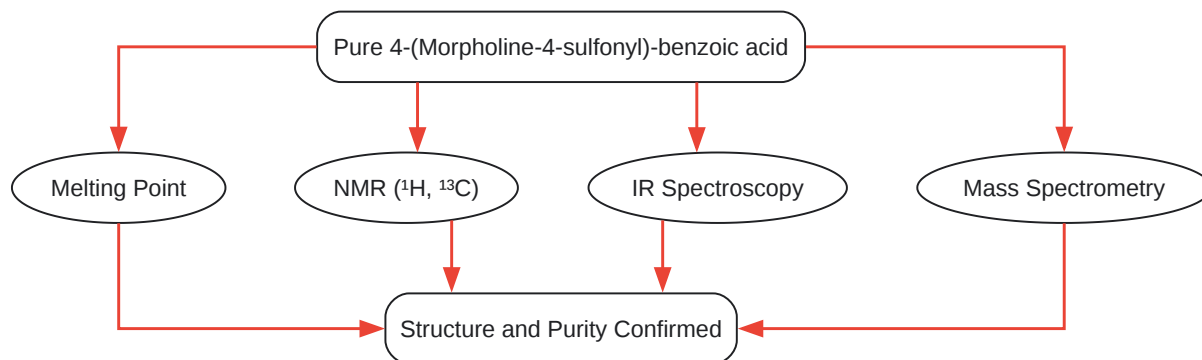 Pure 4-(Morpholine-4-sulfonyl)-benzoic acid
Melting Point
NMR (¹H, ¹³C)
IR Spectroscopy
Mass Spectrometry
Structure and Purity Confirmed